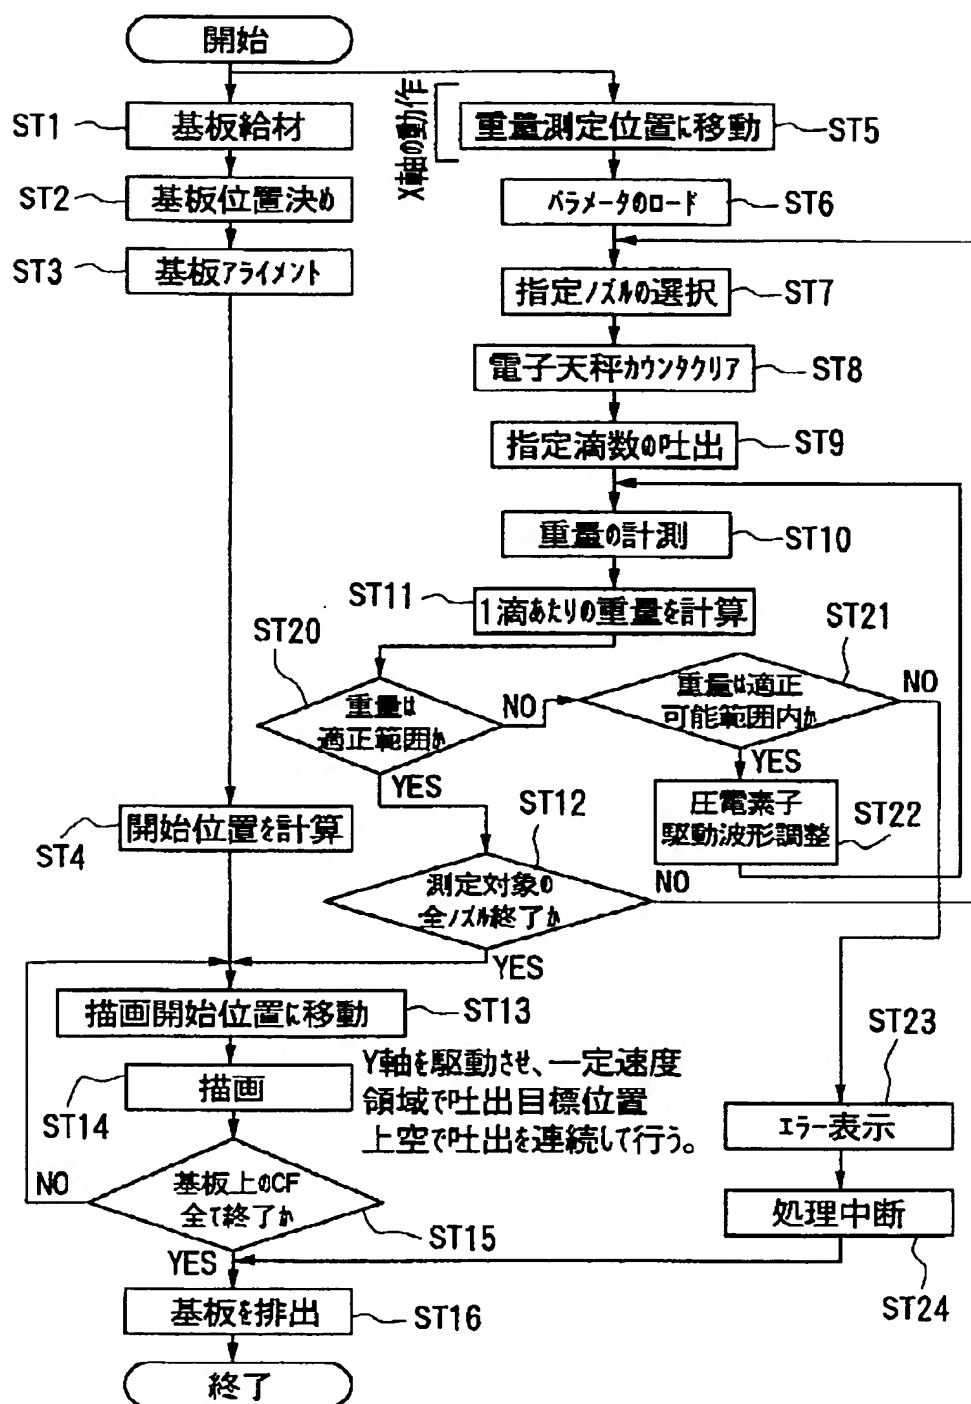 開始
ST1
基板給材
ST2
基板位置決め
ST3
基板アライメント
X軸の動作
重量測定位置に移動
ST5
パラメータのロード
ST6
指定ノズルの選択
ST7
電子天秤カウンタクリア
ST8
指定滴数の吐出
ST9
重量の計測
ST10
ST11
1滴あたりの重量を計算
ST20
重量は
適正範囲か
NO
YES
ST21
重量は適正
可能範囲内か
NO
YES
圧電素子
駆動波形調整
ST22
ST4
開始位置を計算
ST12
測定対象の
全ノズル終了か
NO
YES
描画開始位置に移動
ST13
ST14
描画
Y軸を駆動させ、一定速度
領域で吐出目標位置
上空で吐出を連続して行う。
ST23
エラー表示
処理中断
ST24
NO
基板上のCF
全て終了か
ST15
YES
基板を排出
ST16
終了